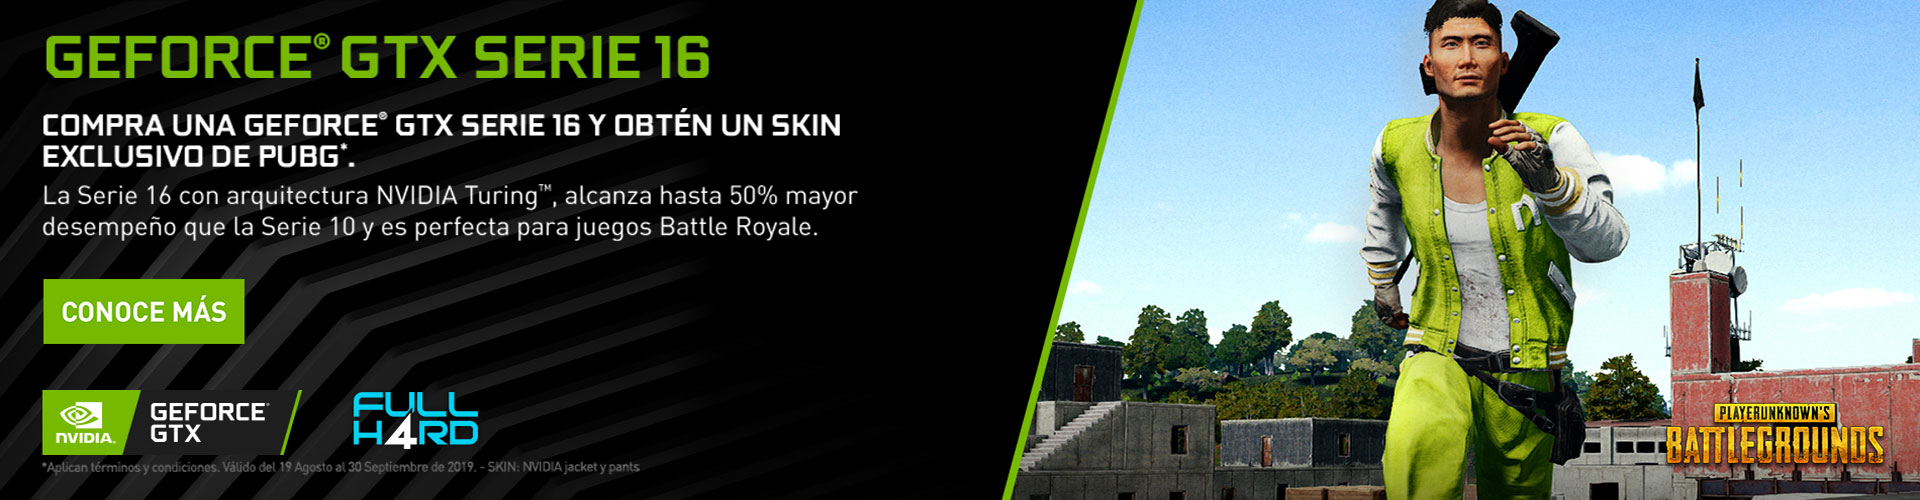 GEFORCE® GTX SERIE 16
COMPRA UNA GEFORCE® GTX SERIE 16 Y OBTÉN UN SKIN
EXCLUSIVO DE PUBG*.
La Serie 16 con arquitectura NVIDIA Turing™, alcanza hasta 50% mayor
desempeño que la Serie 10 y es perfecta para juegos Battle Royale.
CONOCE MÁS
NVIDIA.
GEFORCE®
GTX
FULL
H4RD
*Aplican términos y condiciones. Válido del 19 Agosto al 30 Septiembre de 2019. - SKIN: NVIDIA jacket y pants
n
PLAYERUNKNOWN'S
BATTLEGROUNDS